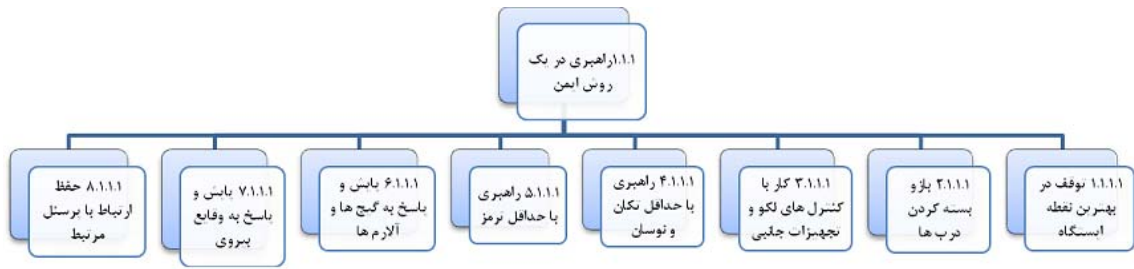 ۱.۱.۱راهبری در یک
روش ایمن
۱.۱.۱.۱ توقف در
بهترین نقطه
ایستگاه
۲.۱.۱.۱ باز و
بسته کردن
درب ها
۳.۱.۱.۱ کار با
کنترل های لکو و
تجهیزات جانبی
۴.۱.۱.۱ راهبری
با حداقل تکان
و نوسان
۵.۱.۱.۱ راهبری
با حداقل ترمز
۶.۱.۱.۱ پایش و
پاسخ به گیج ها و
آلارم ها
۷.۱.۱.۱ پایش و
پاسخ به وقایع
بیروی
۸.۱.۱.۱ حفظ
ارتباط با پرسنل
مرتبط